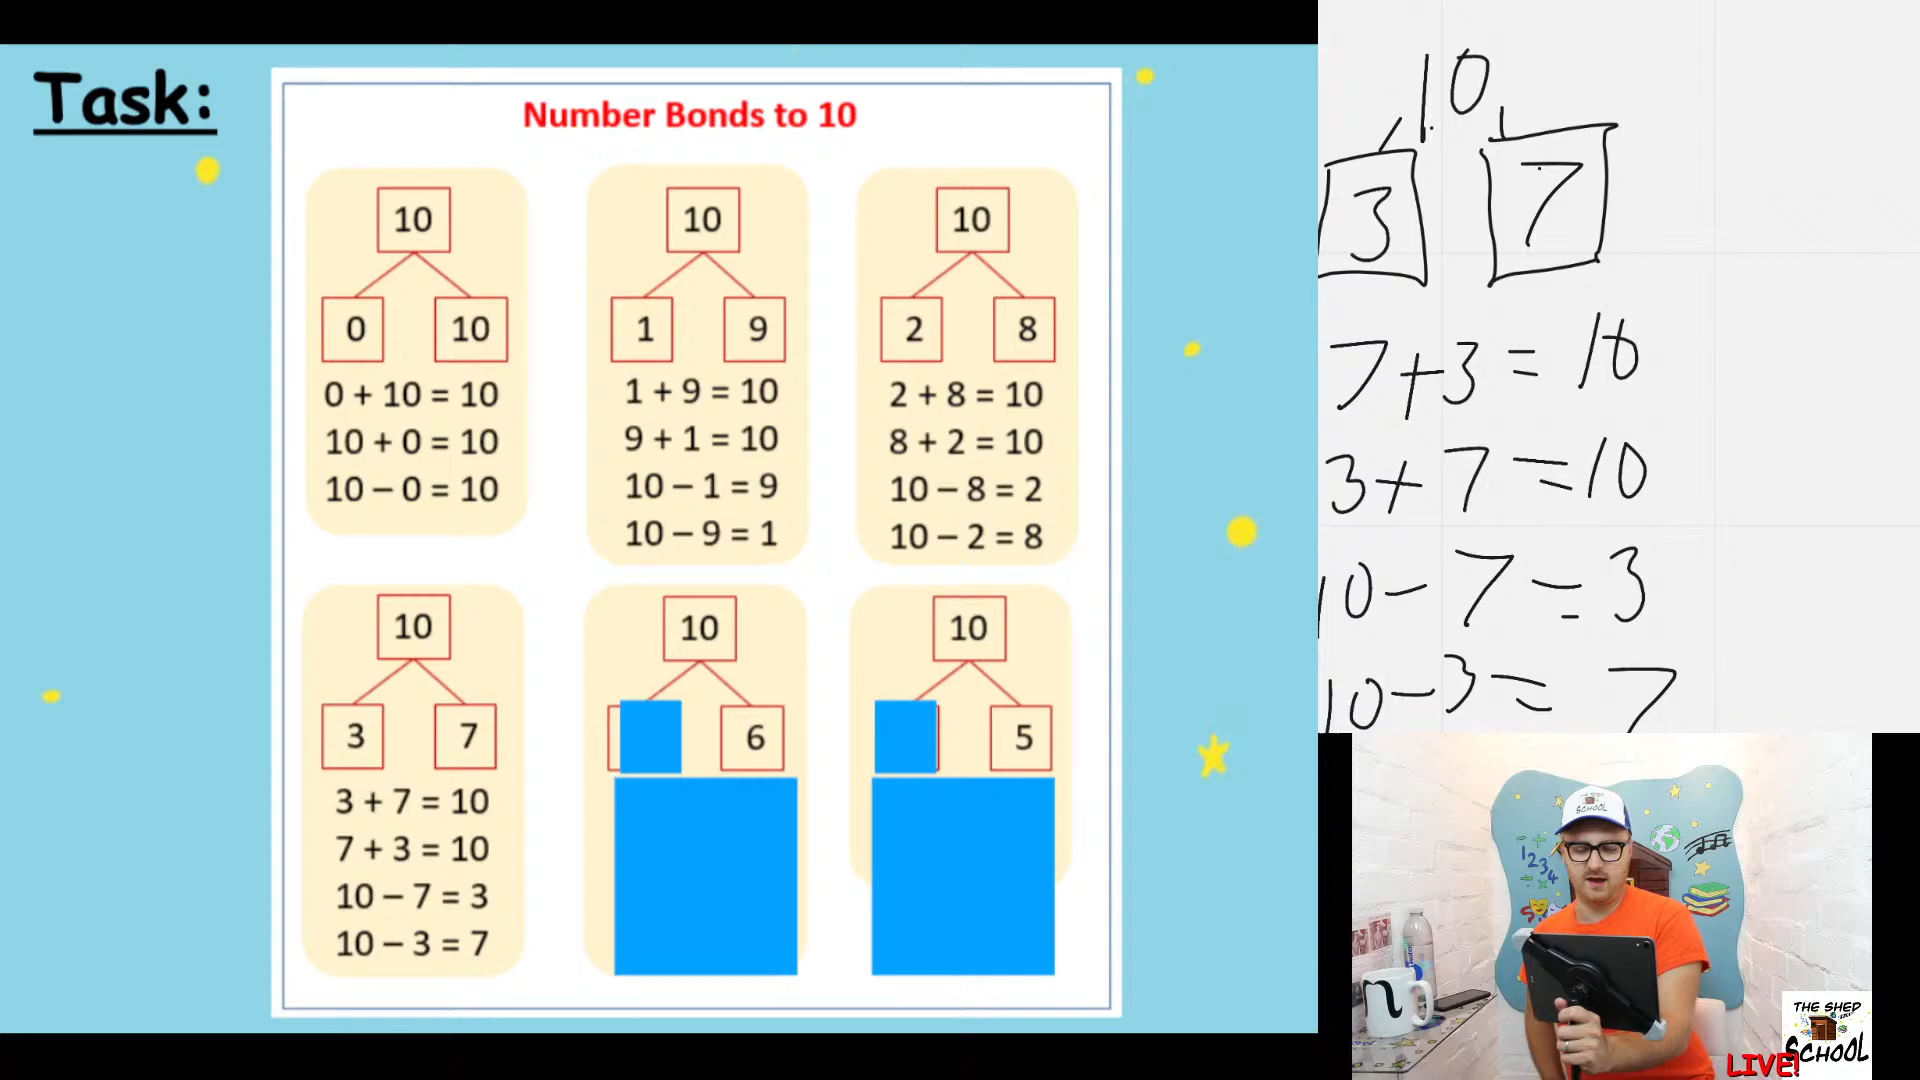 Task:
Number Bonds to 10
10
0 10
0 + 10 = 10
10 + 0 = 10
10 – 0 = 10
10
1 9
1 + 9 = 10
9 + 1 = 10
10 – 1 = 9
10 – 9 = 1
10
2 8
2 + 8 = 10
8 + 2 = 10
10 – 8 = 2
10 – 2 = 8
10
3 7
3 + 7 = 10
7 + 3 = 10
10 – 7 = 3
10 – 3 = 7
10
6
10
5
10
3 7
7+3=10
3+7=10
10-7=3
10-3=7
THE SHED
SCHOOL
1234
THE SHED
SCHOOL
LIVE!